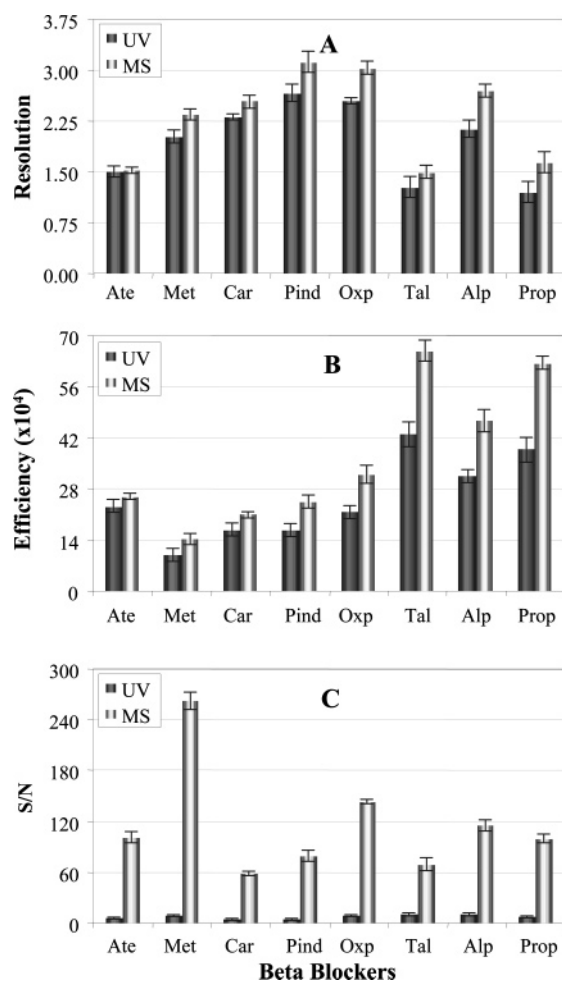 A
UV
MS
Resolution
3.75
3.00
2.25
1.50
0.75
0.00
Ate Met Car Pind Oxp Tal Alp Prop
B
UV
MS
Efficiency (x10⁴)
70
56
42
28
14
0
Ate Met Car Pind Oxp Tal Alp Prop
C
UV
MS
S/N
300
240
180
120
60
0
Ate Met Car Pind Oxp Tal Alp Prop
Beta Blockers